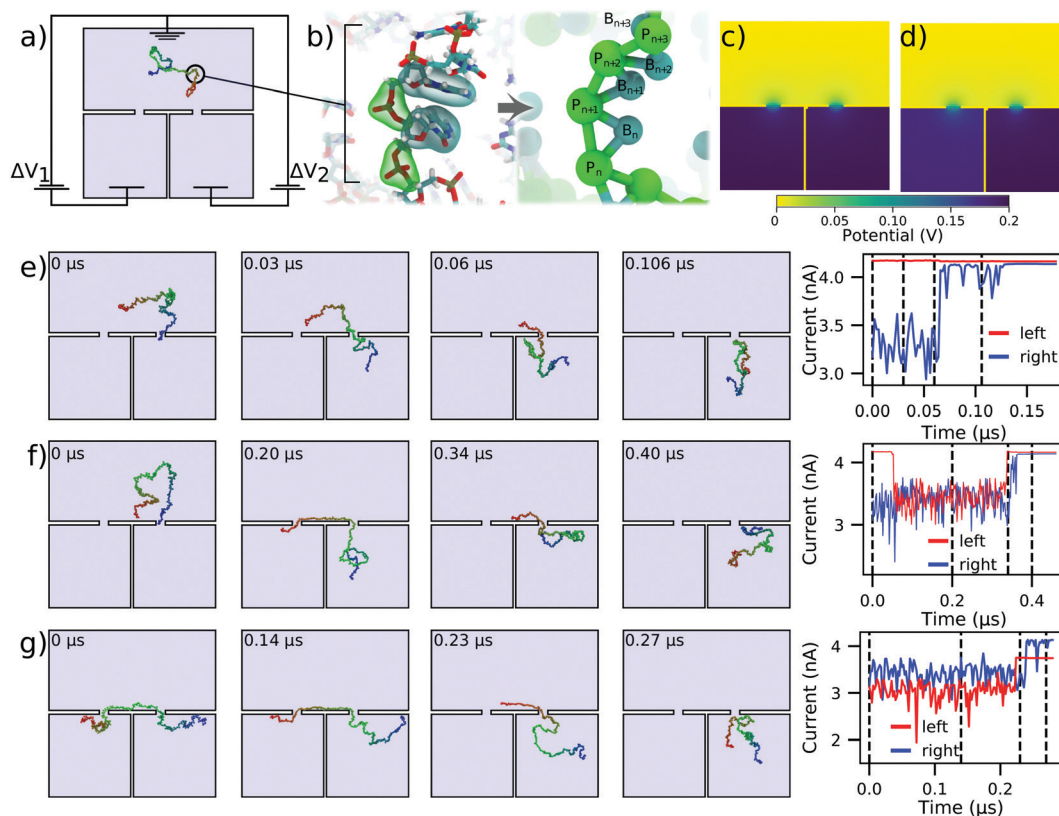 a)
ΔV1
ΔV2
b)
Bn+3
Pn+3
Pn+2
Bn+2
Bn+1
Pn+1
Bn
Pn
c)
d)
0 0.05 0.10 0.15 0.2
Potential (V)
e)
0 μs
0.03 μs
0.06 μs
0.106 μs
Current (nA)
4.0
3.5
3.0
left
right
0.00 0.05 0.10 0.15
Time (μs)
f)
0 μs
0.20 μs
0.34 μs
0.40 μs
Current (nA)
4
3
left
right
0.0 0.2 0.4
Time (μs)
g)
0 μs
0.14 μs
0.23 μs
0.27 μs
Current (nA)
4
3
2
left
right
0.0 0.1 0.2
Time (μs)